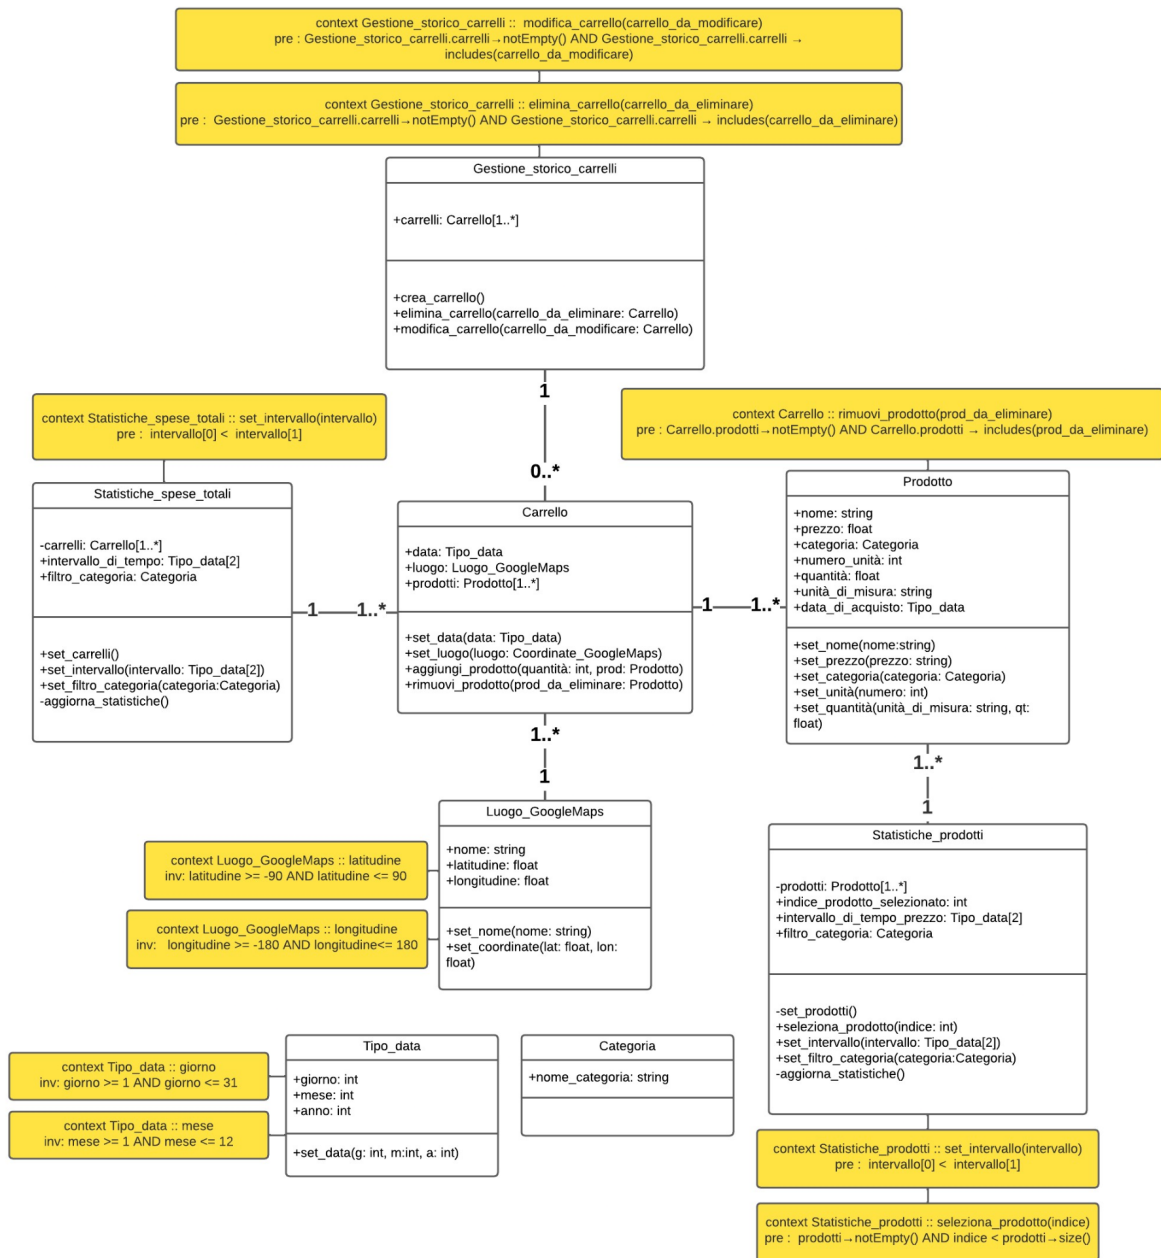 context Gestione_storico_carrelli :: modifica_carrello(carrello_da_modificare)
pre : Gestione_storico_carrelli.carrelli→notEmpty() AND Gestione_storico_carrelli.carrelli →
includes(carrello_da_modificare)
context Gestione_storico_carrelli :: elimina_carrello(carrello_da_eliminare)
pre : Gestione_storico_carrelli.carrelli→notEmpty() AND Gestione_storico_carrelli.carrelli → includes(carrello_da_eliminare)
Gestione_storico_carrelli
+carrelli: Carrello[1..*]
+crea_carrello()
+elimina_carrello(carrello_da_eliminare: Carrello)
+modifica_carrello(carrello_da_modificare: Carrello)
1
0..*
context Statistiche_spese_totali :: set_intervallo(intervallo)
pre : intervallo[0] < intervallo[1]
Statistiche_spese_totali
-carrelli: Carrello[1..*]
+intervallo_di_tempo: Tipo_data[2]
+filtro_categoria: Categoria
+set_carrelli()
+set_intervallo(intervallo: Tipo_data[2])
+set_filtro_categoria(categoria:Categoria)
-aggiorna_statistiche()
1
1..*
Carrello
+data: Tipo_data
+luogo: Luogo_GoogleMaps
+prodotti: Prodotto[1..*]
+set_data(data: Tipo_data)
+set_luogo(luogo: Coordinate_GoogleMaps)
+aggiungi_prodotto(quantità: int, prod: Prodotto)
+rimuovi_prodotto(prod_da_eliminare: Prodotto)
1
1..*
context Carrello :: rimuovi_prodotto(prod_da_eliminare)
pre : Carrello.prodotti→notEmpty() AND Carrello.prodotti → includes(prod_da_eliminare)
Prodotto
+nome: string
+prezzo: float
+categoria: Categoria
+numero_unità: int
+quantità: float
+unità_di_misura: string
+data_di_acquisto: Tipo_data
+set_nome(nome:string)
+set_prezzo(prezzo: string)
+set_categoria(categoria: Categoria)
+set_unità(numero: int)
+set_quantità(unità_di_misura: string, qt:
float)
1..*
1
1..*
1
Luogo_GoogleMaps
+nome: string
+latitudine: float
+longitudine: float
+set_nome(nome: string)
+set_coordinate(lat: float, lon:
float)
context Luogo_GoogleMaps :: latitudine
inv: latitudine >= -90 AND latitudine <= 90
context Luogo_GoogleMaps :: longitudine
inv: longitudine >= -180 AND longitudine<= 180
Statistiche_prodotti
-prodotti: Prodotto[1..*]
+indice_prodotto_selezionato: int
+intervallo_di_tempo_prezzo: Tipo_data[2]
+filtro_categoria: Categoria
-set_prodotti()
+seleziona_prodotto(indice: int)
+set_intervallo(intervallo: Tipo_data[2])
+set_filtro_categoria(categoria:Categoria)
-aggiorna_statistiche()
context Tipo_data :: giorno
inv: giorno >= 1 AND giorno <= 31
context Tipo_data :: mese
inv: mese >= 1 AND mese <= 12
Tipo_data
+giorno: int
+mese: int
+anno: int
+set_data(g: int, m:int, a: int)
Categoria
+nome_categoria: string
context Statistiche_prodotti :: set_intervallo(intervallo)
pre : intervallo[0] < intervallo[1]
context Statistiche_prodotti :: seleziona_prodotto(indice)
pre : prodotti→notEmpty() AND indice < prodotti→size()